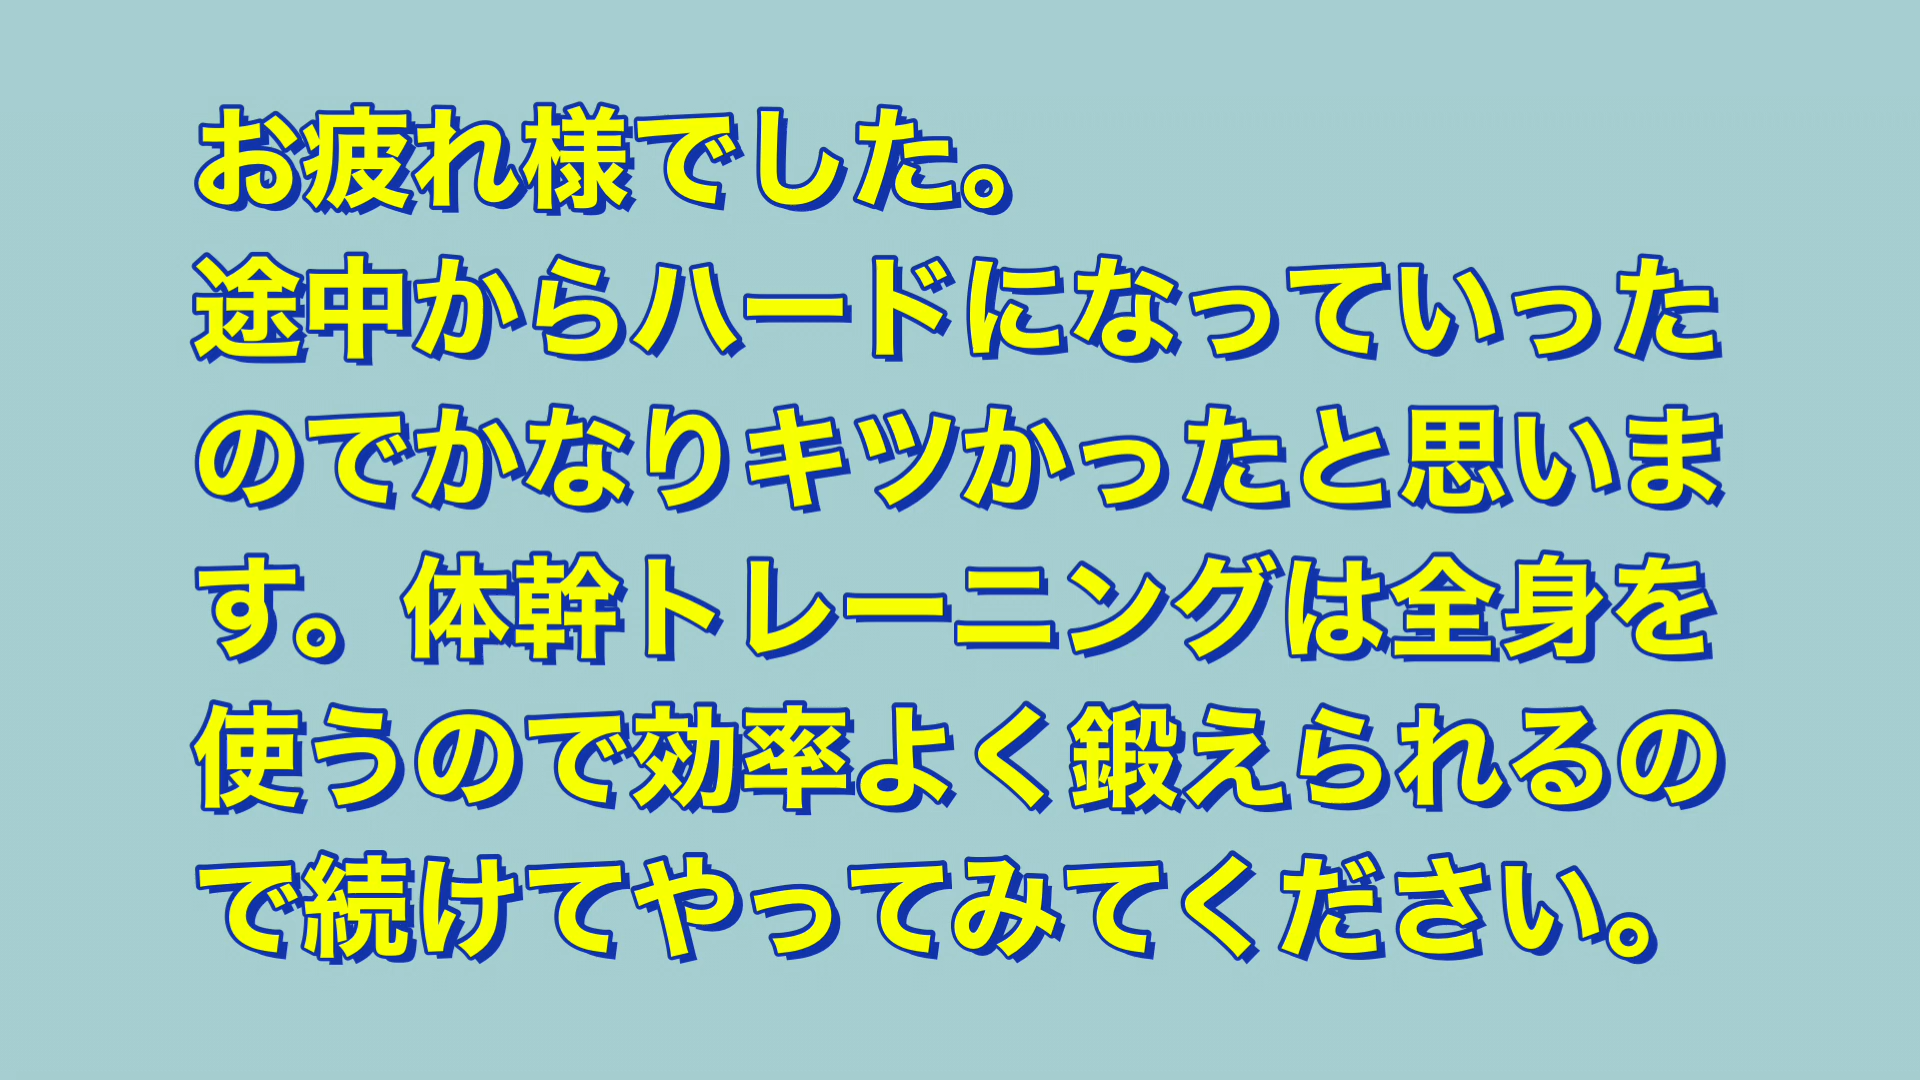 お疲れ様でした。
途中からハードになっていった
のでかなりキツかったと思いま
す。体幹トレーニングは全身を
使うので効率よく鍛えられるの
で続けてやってみてください。